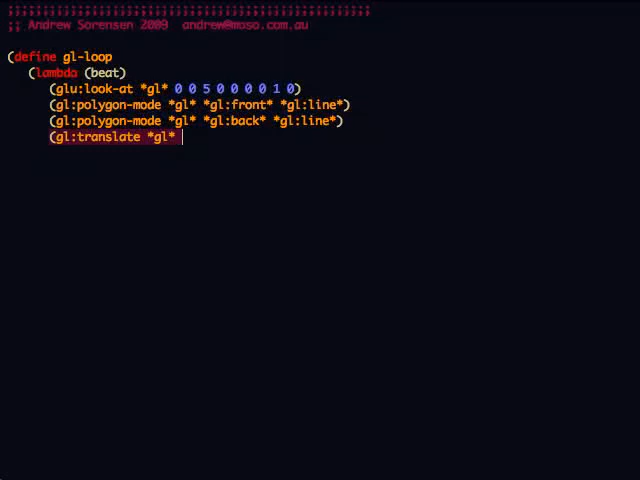 ;;;;;;;;;;;;;;;;;;;;;;;;;;;;;;;;;;;;;;;;;;;;;;;;;;;;
;; Andrew Sorensen 2009  andrew@moso.com.au
(define gl-loop
(lambda (beat)
(glu:look-at *gl* 0 0 5 0 0 0 0 1 0)
(gl:polygon-mode *gl* *gl:front* *gl:line*)
(gl:polygon-mode *gl* *gl:back* *gl:line*)
(gl:translate *gl*